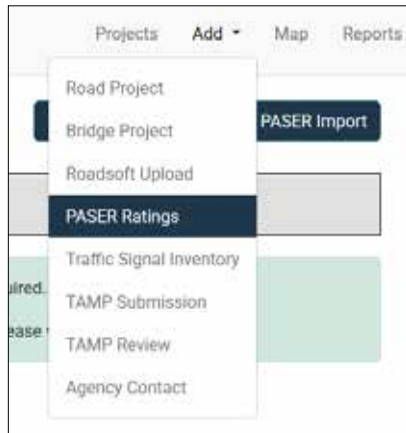 Projects Add Map Reports
Road Project
Bridge Project
PASER Import
Roadsoft Upload
PASER Ratings
Traffic Signal Inventory
uired.
TAMP Submission
ease
TAMP Review
Agency Contact